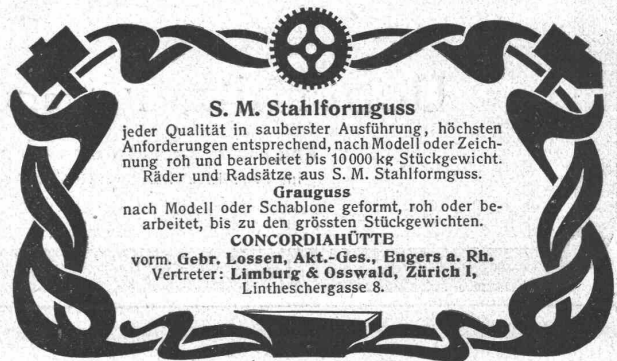 S. M. Stahlformguss
jeder Qualität in sauberster Ausführung, höchsten
Anforderungen entsprechend, nach Modell oder Zeich-
nung roh und bearbeitet bis 10000 kg Stückgewicht.
Räder und Radsätze aus S. M. Stahlformguss.
Grauguss
nach Modell oder Schablone geformt, roh oder be-
arbeitet, bis zu den grössten Stückgewichten.
CONCORDIAHÜTTE
vorm. Gebr. Lossen, Akt.-Ges., Engers a. Rh.
Vertreter: Limburg & Osswald, Zürich I,
Lintheschergasse 8.